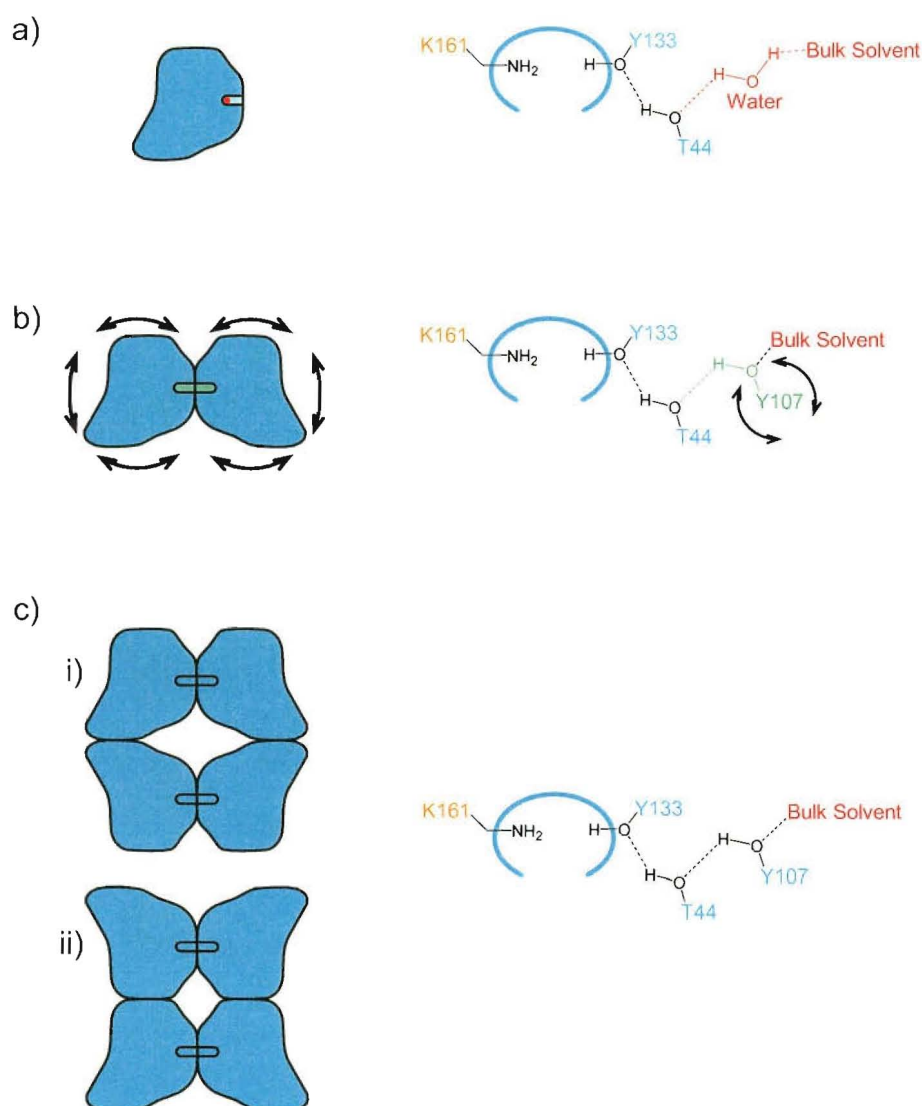 a)
K161
NH2
H
O
Y133
H
O
T44
H
O
H
Water
Bulk Solvent
b)
K161
NH2
H
O
Y133
H
O
T44
H
O
Y107
Bulk Solvent
c)
i)
ii)
K161
NH2
H
O
Y133
H
O
T44
H
O
Y107
Bulk Solvent